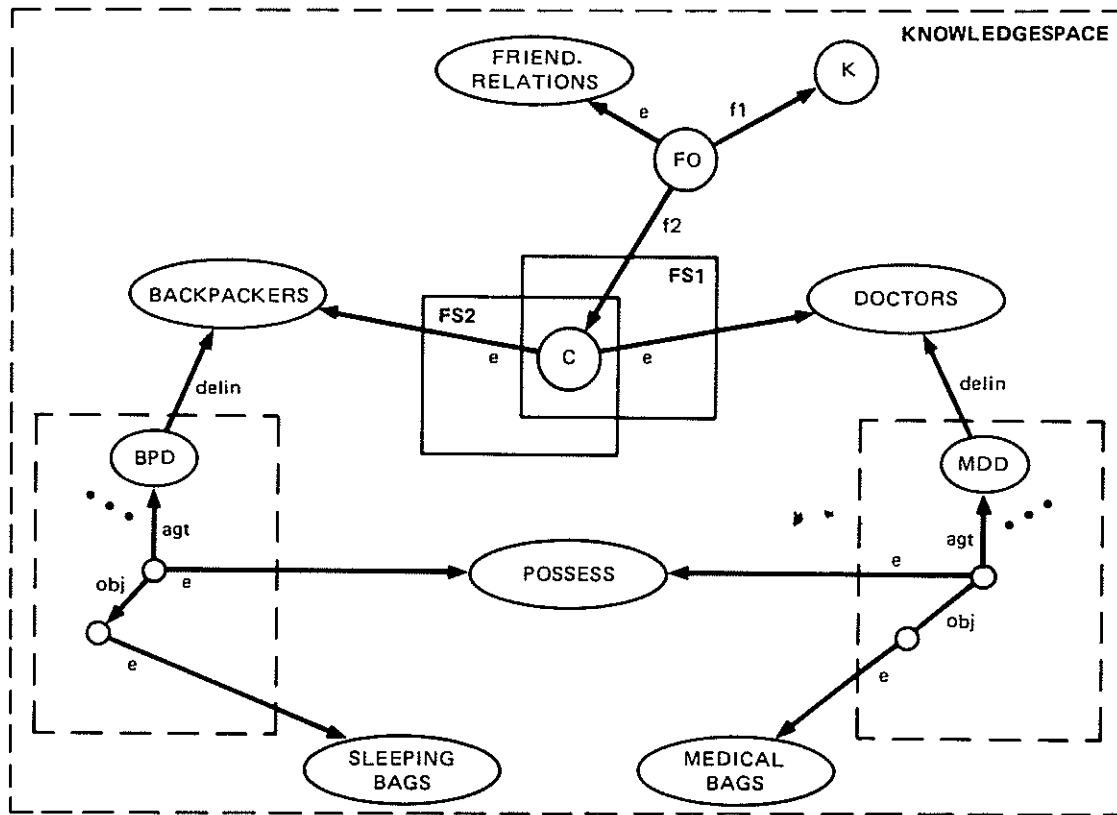 KNOWLEDGESPACE
FRIEND-
RELATIONS
K
e
f1
FO
f2
FS1
BACKPACKERS
DOCTORS
FS2
e
C
e
delin
delin
BPD
MDD
agt
agt
obj
e
POSSESS
e
obj
e
e
SLEEPING
BAGS
MEDICAL
BAGS